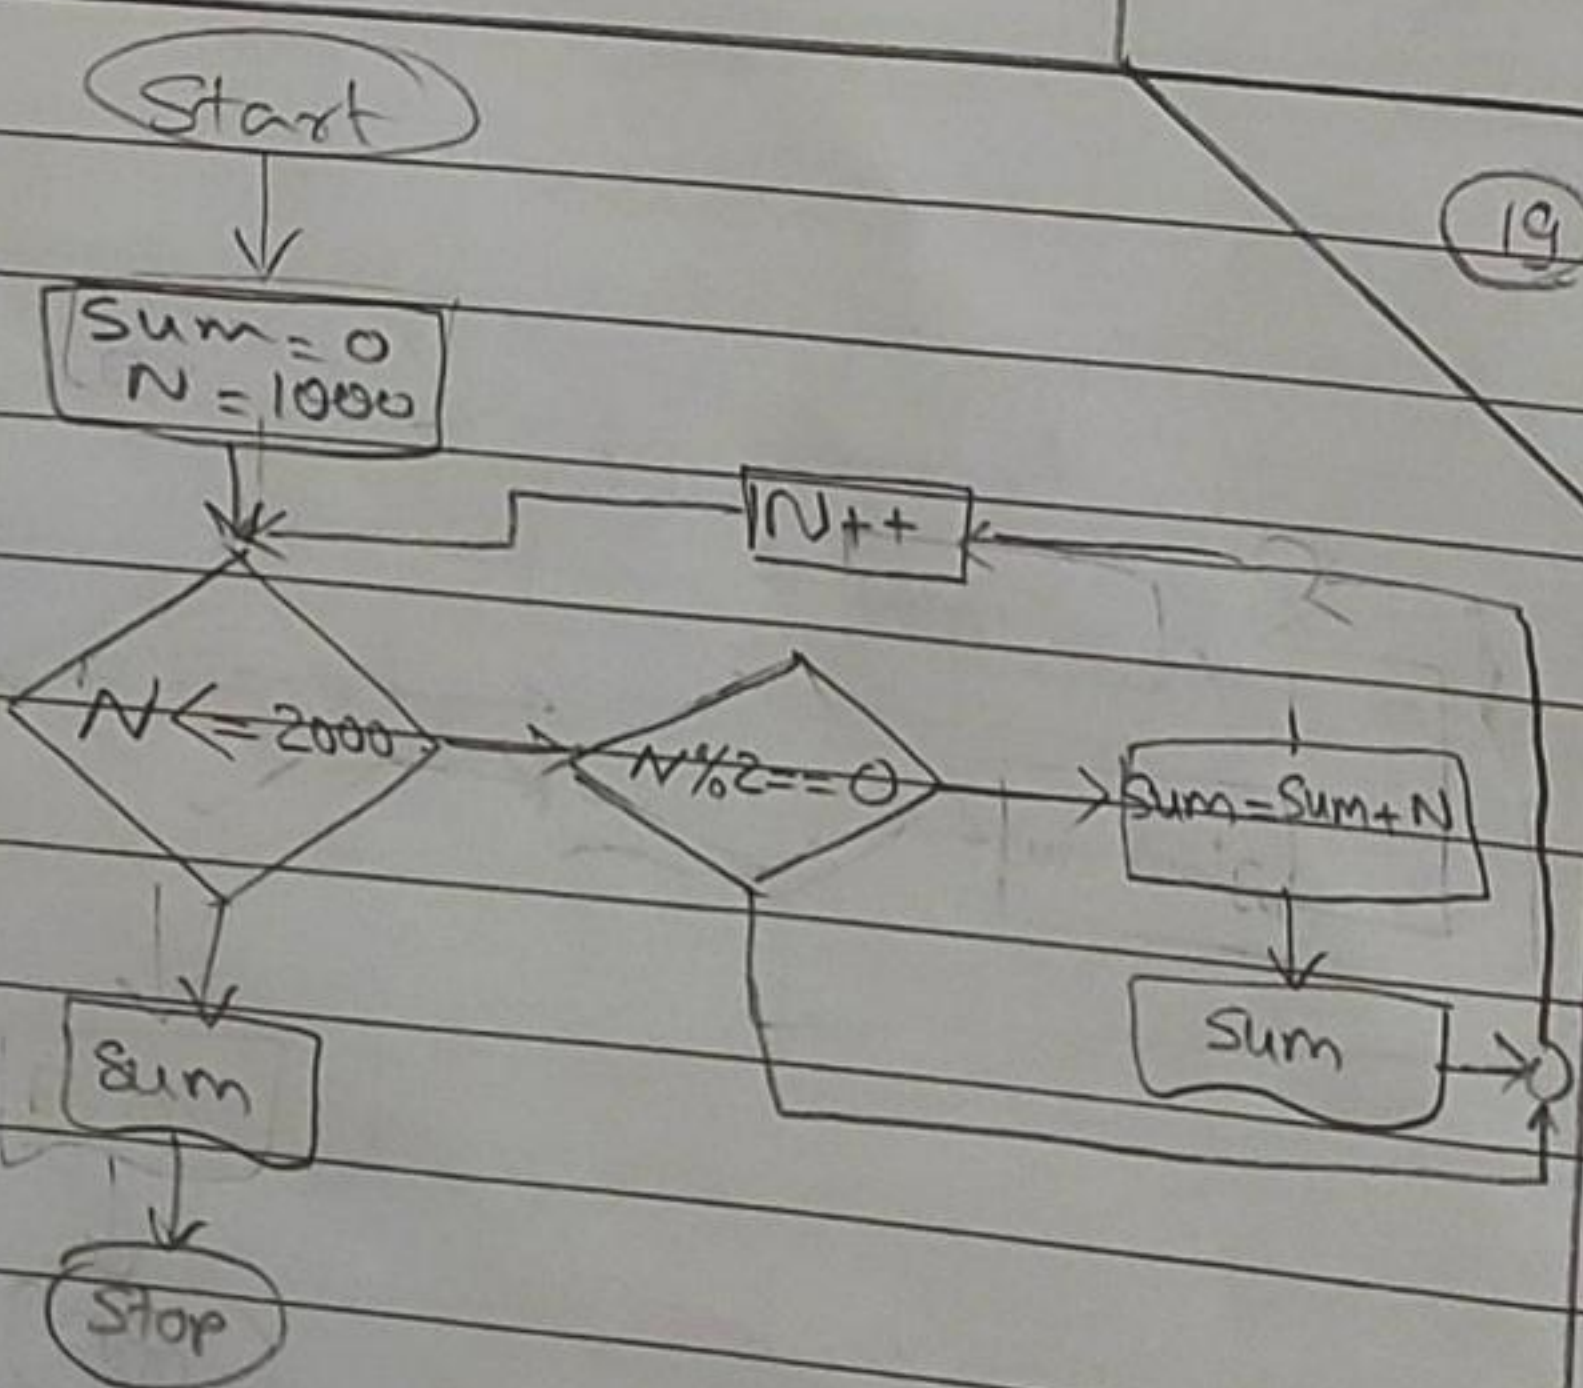 Start
19
Sum = 0
N = 1000
N++
N <= 2000
N%2 == 0
Sum = Sum + N
Sum
Sum
Stop